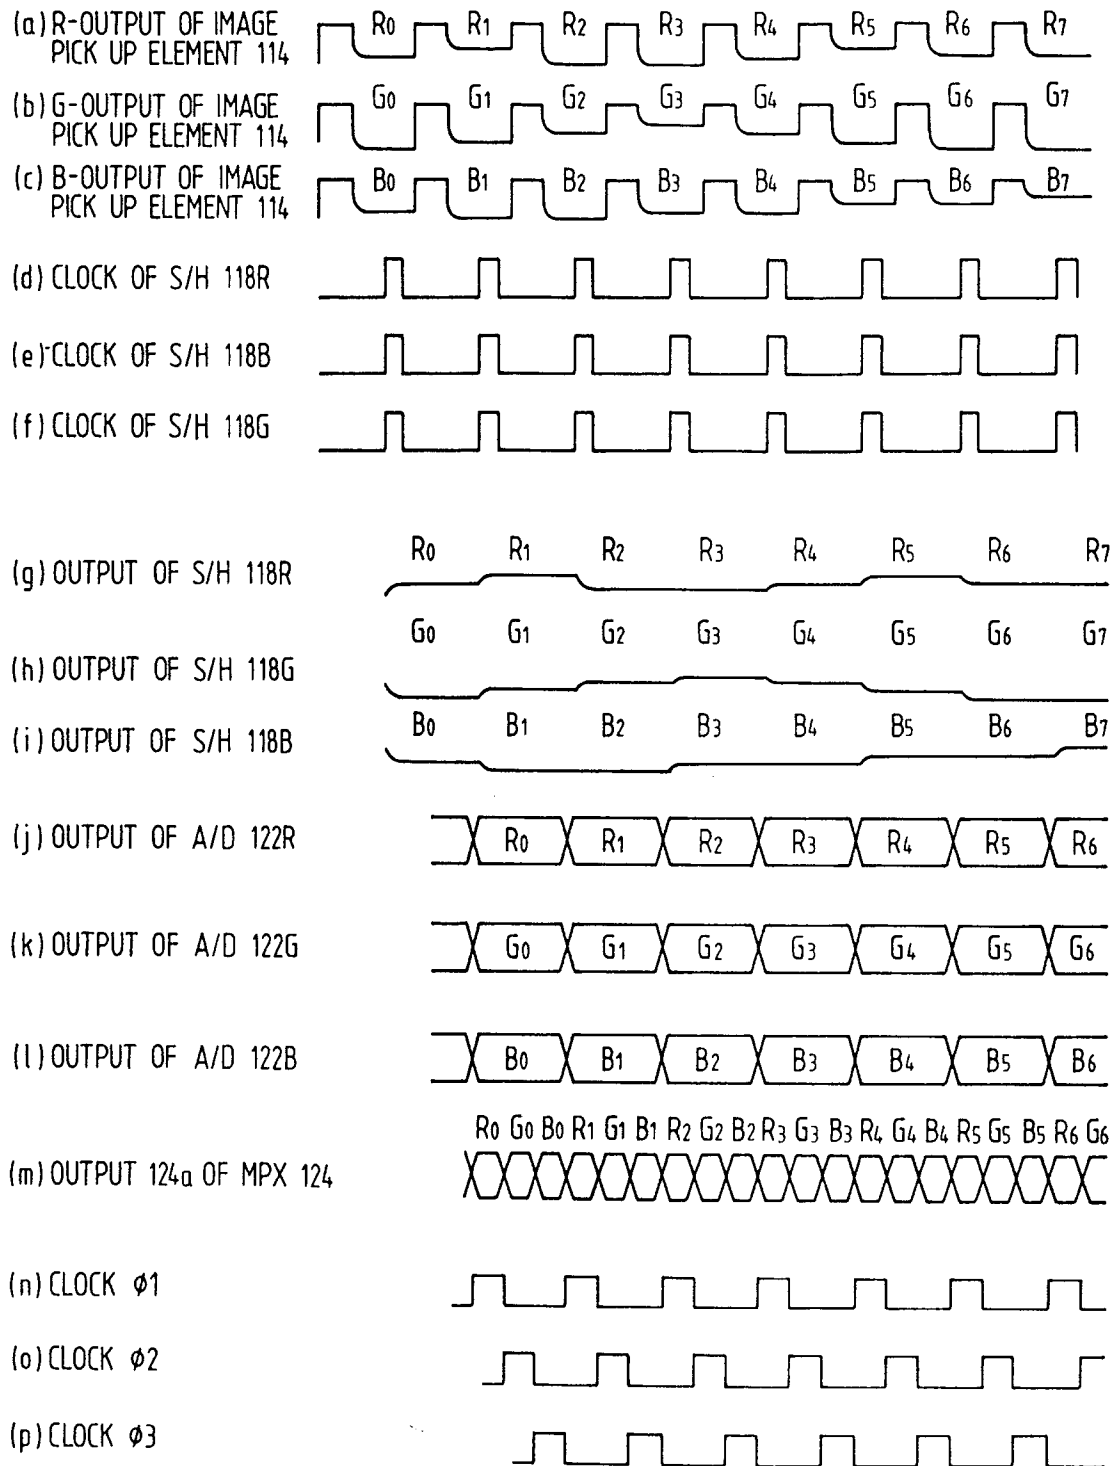 (a) R-OUTPUT OF IMAGE
PICK UP ELEMENT 114
R0 R1 R2 R3 R4 R5 R6 R7
(b) G-OUTPUT OF IMAGE
PICK UP ELEMENT 114
G0 G1 G2 G3 G4 G5 G6 G7
(c) B-OUTPUT OF IMAGE
PICK UP ELEMENT 114
B0 B1 B2 B3 B4 B5 B6 B7
(d) CLOCK OF S/H 118R
(e) CLOCK OF S/H 118B
(f) CLOCK OF S/H 118G
R0 R1 R2 R3 R4 R5 R6 R7
(g) OUTPUT OF S/H 118R
G0 G1 G2 G3 G4 G5 G6 G7
(h) OUTPUT OF S/H 118G
B0 B1 B2 B3 B4 B5 B6 B7
(i) OUTPUT OF S/H 118B
(j) OUTPUT OF A/D 122R R0 R1 R2 R3 R4 R5 R6
(k) OUTPUT OF A/D 122G G0 G1 G2 G3 G4 G5 G6
(l) OUTPUT OF A/D 122B B0 B1 B2 B3 B4 B5 B6
R0 G0 B0 R1 G1 B1 R2 G2 B2 R3 G3 B3 R4 G4 B4 R5 G5 B5 R6 G6
(m) OUTPUT 124a OF MPX 124
(n) CLOCK ø1
(o) CLOCK ø2
(p) CLOCK ø3